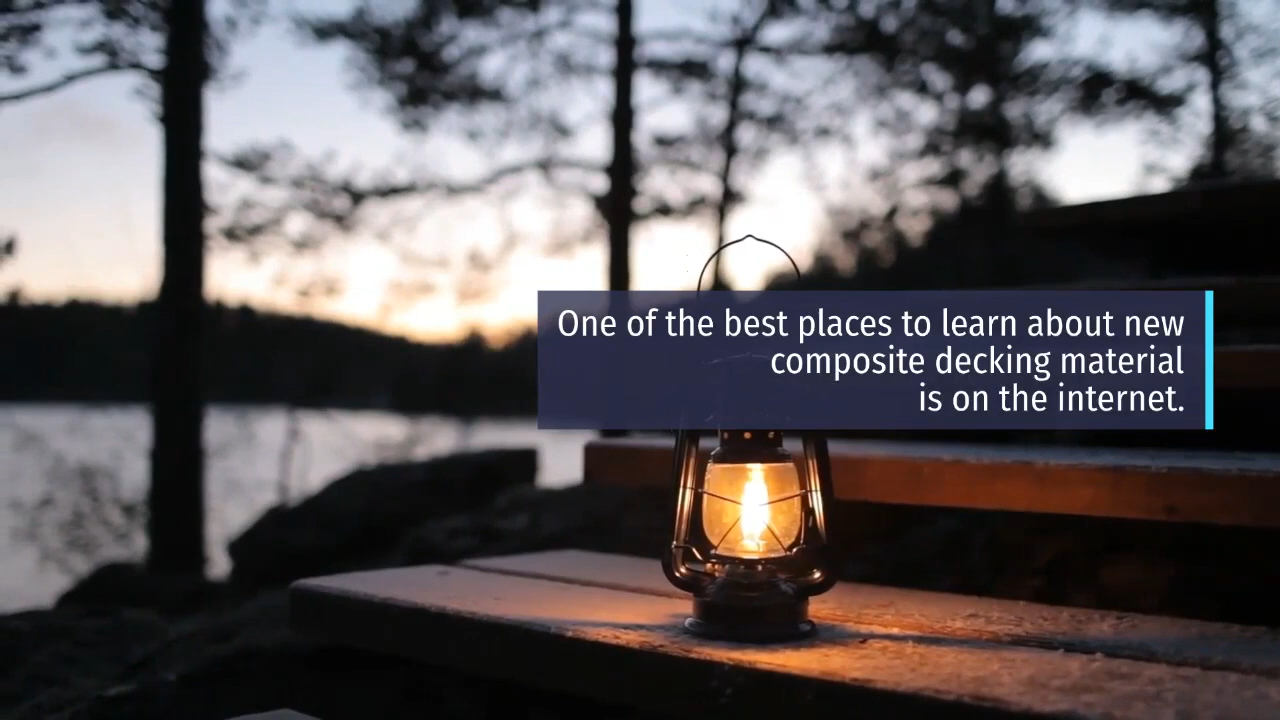 One of the best places to learn about new
composite decking material
is on the internet.